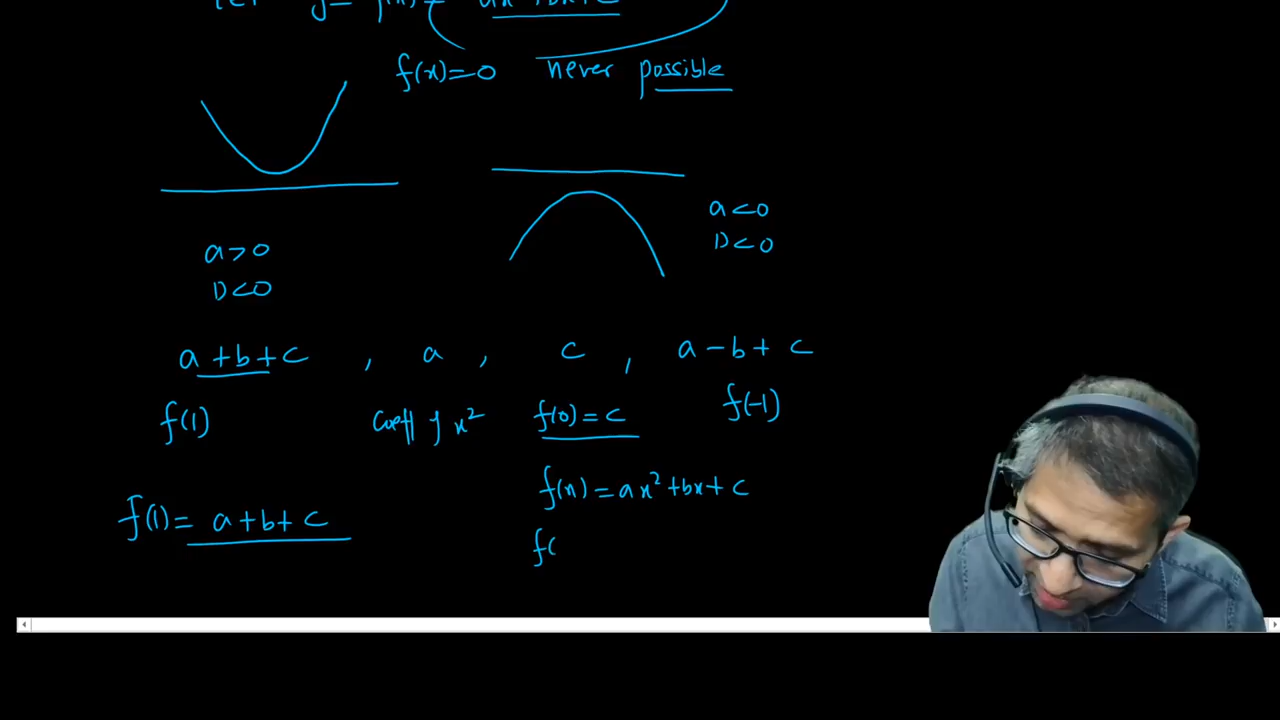 f(x)=0 never possible
a>0
D<0
a<0
D<0
a+b+c , a , c , a-b+c
f(1) coeff of x² f(0)=c f(-1)
f(1)= a+b+c
f(x)=ax²+bx+c
f(